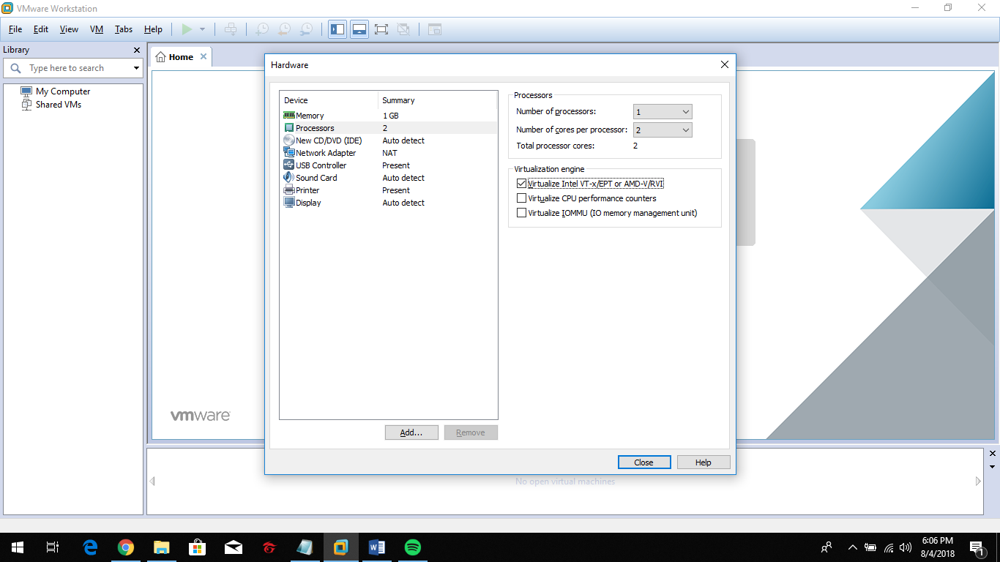 VMware Workstation
File Edit View VM Tabs Help
Library
Type here to search
My Computer
Shared VMs
Home
Hardware
Device Summary
Memory 1 GB
Processors 2
New CD/DVD (IDE) Auto detect
Network Adapter NAT
USB Controller Present
Sound Card Auto detect
Printer Present
Display Auto detect
Add...
Remove
Processors
Number of processors: 1
Number of cores per processor: 2
Total processor cores: 2
Virtualization engine
Virtualize Intel VT-x/EPT or AMD-V/RVI
Virtualize CPU performance counters
Virtualize IOMMU (IO memory management unit)
Close
Help
vmware
No open virtual machines
6:06 PM
8/4/2018
1